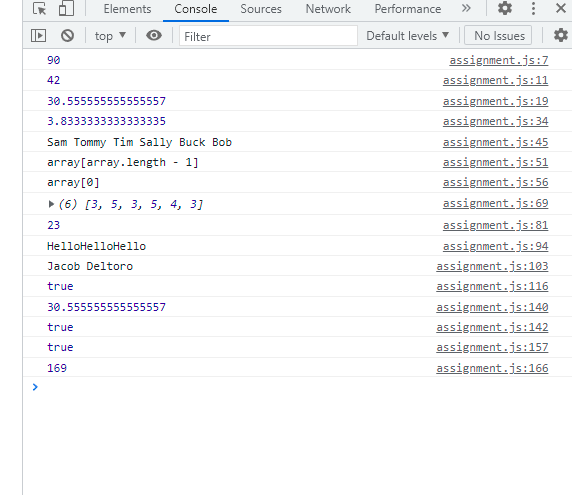 Elements Console Sources Network Performance »
top ▼ Filter Default levels ▼ No Issues
90 assignment.js:7
42 assignment.js:11
30.555555555555557 assignment.js:19
3.8333333333333335 assignment.js:34
Sam Tommy Tim Sally Buck Bob assignment.js:45
array[array.length - 1] assignment.js:51
array[0] assignment.js:56
▶ (6) [3, 5, 3, 5, 4, 3] assignment.js:69
23 assignment.js:81
HelloHelloHello assignment.js:94
Jacob Deltoro assignment.js:103
true assignment.js:116
30.555555555555557 assignment.js:140
true assignment.js:142
true assignment.js:157
169 assignment.js:166
>